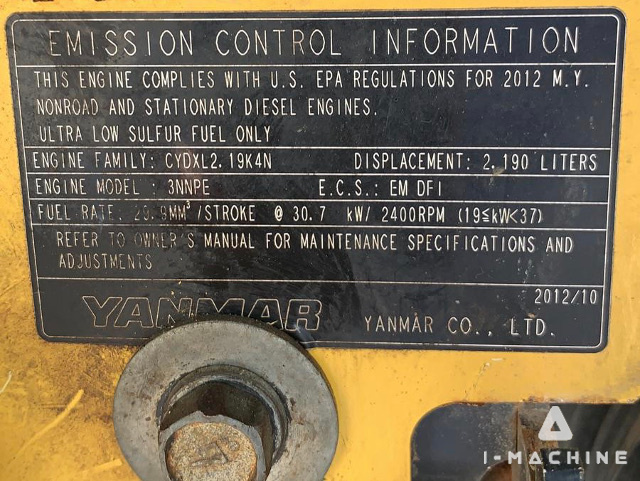 EMISSION CONTROL INFORMATION
THIS ENGINE COMPLIES WITH U.S. EPA REGULATIONS FOR 2012 M.Y.
NONROAD AND STATIONARY DIESEL ENGINES.
ULTRA LOW SULFUR FUEL ONLY
ENGINE FAMILY: CYDXL2.19K4N DISPLACEMENT: 2.190 LITERS
ENGINE MODEL : 3NNPE E.C.S.: EM DFI
FUEL RATE: /STROKE @ 30.7 kW/ 2400RPM (19≦kW<37)
REFER TO OWNER'S MANUAL FOR MAINTENANCE SPECIFICATIONS AND
ADJUSTMENTS.
2012/10
YANMAR YANMAR CO., LTD.
I-MACHINE